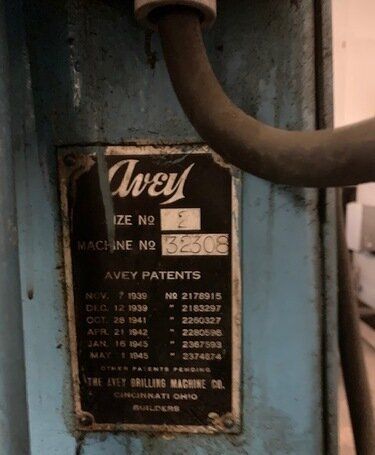 Avey
SIZE NO 2
MACHINE NO 32308
AVEY PATENTS
NOV. 7 1939 NO 2178915
DEC. 12 1939 " 2183297
OCT. 28 1941 " 2260327
APR. 21 1942 " 2280598
JAN. 16 1945 " 2367593
MAY. 1 1945 " 2374874
OTHER PATENTS PENDING
THE AVEY DRILLING MACHINE CO.
CINCINNATI OHIO
BUILDERS